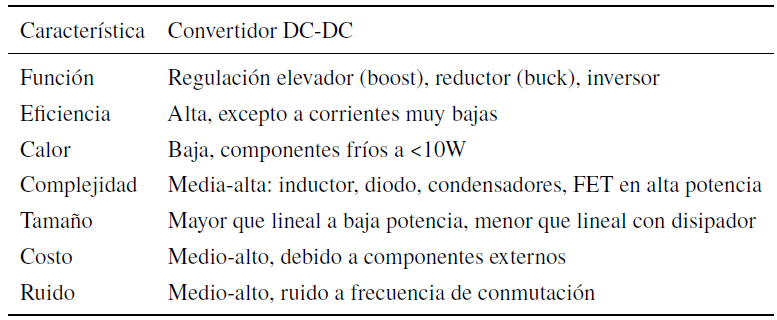 Característica Convertidor DC-DC
Función Regulación elevador (boost), reductor (buck), inversor
Eficiencia Alta, excepto a corrientes muy bajas
Calor Baja, componentes fríos a <10W
Complejidad Media-alta: inductor, diodo, condensadores, FET en alta potencia
Tamaño Mayor que lineal a baja potencia, menor que lineal con disipador
Costo Medio-alto, debido a componentes externos
Ruido Medio-alto, ruido a frecuencia de conmutación